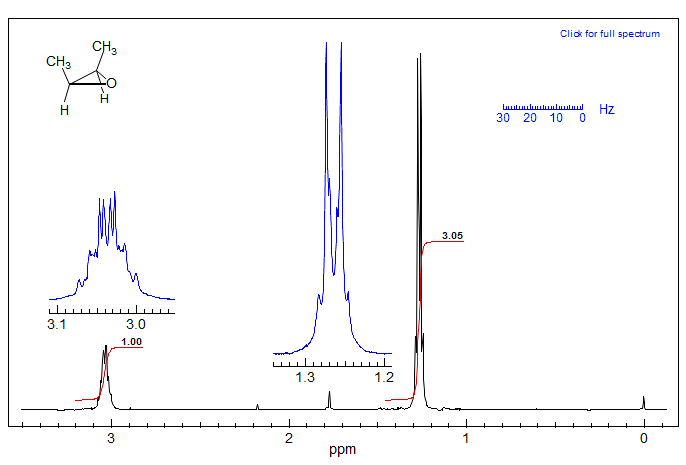 Click for full spectrum
CH3
CH3
O
H
H
30 20 10 0 Hz
3.1 3.0
1.3 1.2
1.00
3.05
3 2 1 0
ppm